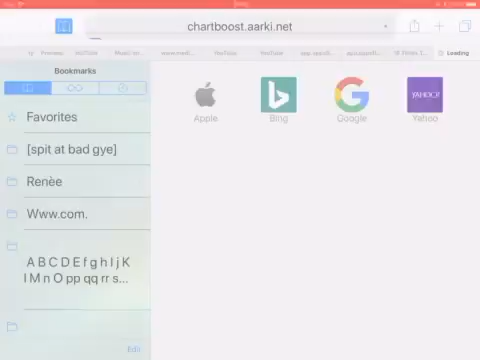 chartboost.aarki.net
YouTube
YouTube
Loading
Bookmarks
Apple
Bing
Google
YAHOO!
Yahoo
Favorites
[spit at bad gye]
Renèe
Www.com.
A B C D E f g h I j K
l M n O pp qq rr s...
Edit